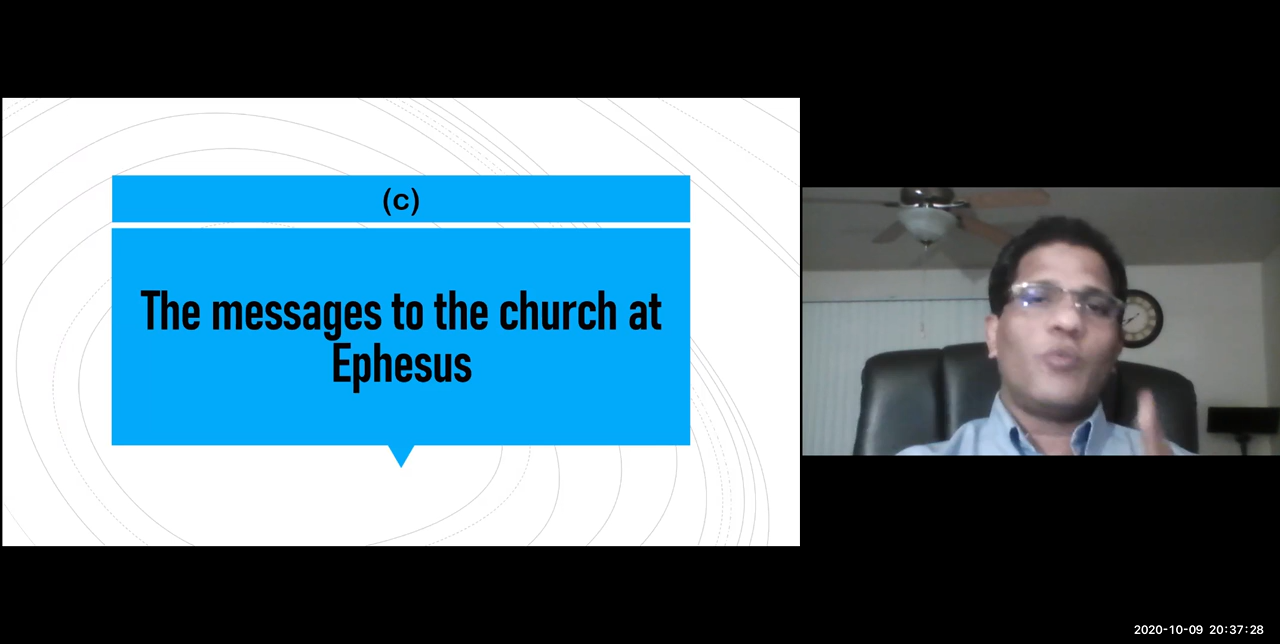 (c)
The messages to the church at
Ephesus
2020-10-09 20:37:28